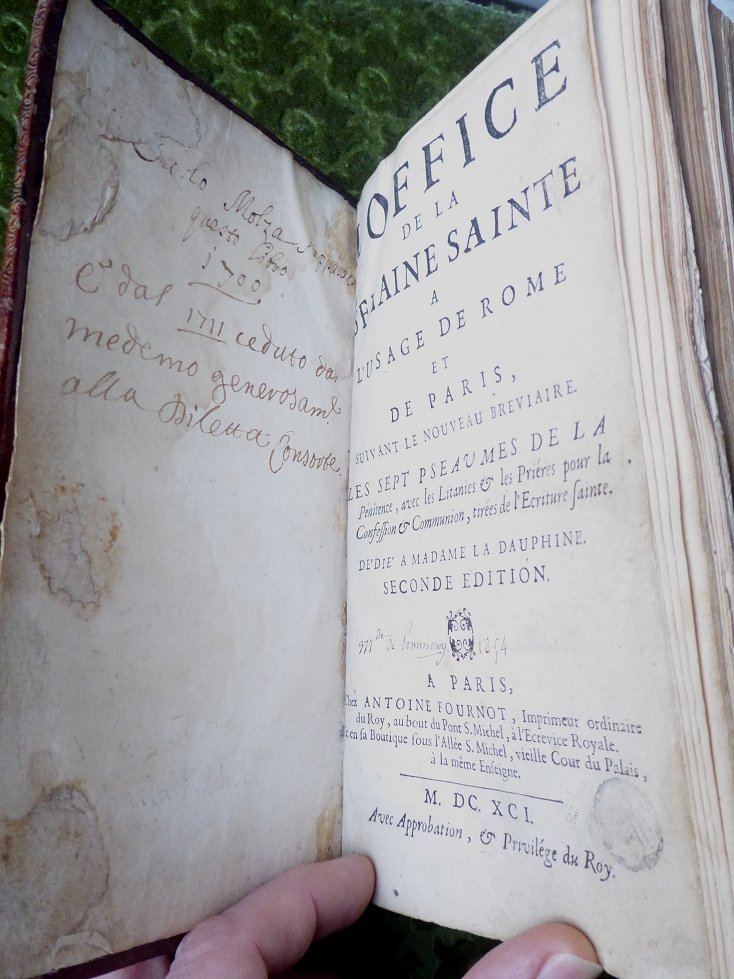 Carlo Molza
questo libro
1700
E dal 1711 ceduto dal
medemo generosamᵗᵉ
alla Diletta Consorte.
L'OFFICE
DE LA
SEMAINE SAINTE
A
L'USAGE DE ROME
ET
DE PARIS,
SUIVANT LE NOUVEAU BREVIAIRE.
LES SEPT PSEAUMES DE LA
Pénitence, avec les Litanies & les Priéres pour la
Confession & Communion, tirées de l'Ecriture sainte.
DE'DIE' A MADAME LA DAUPHINE.
SECONDE EDITION.
de Pommery 1854.
A PARIS,
Chez ANTOINE FOURNOT, Imprimeur ordinaire
du Roy, au bout du Pont S. Michel, à l'Ecrevice Royale.
en sa Boutique sous l'Allée S. Michel, vieille Cour du Palais,
à la même Enseigne.
M. DC. XCI.
Avec Approbation, & Privilége du Roy.